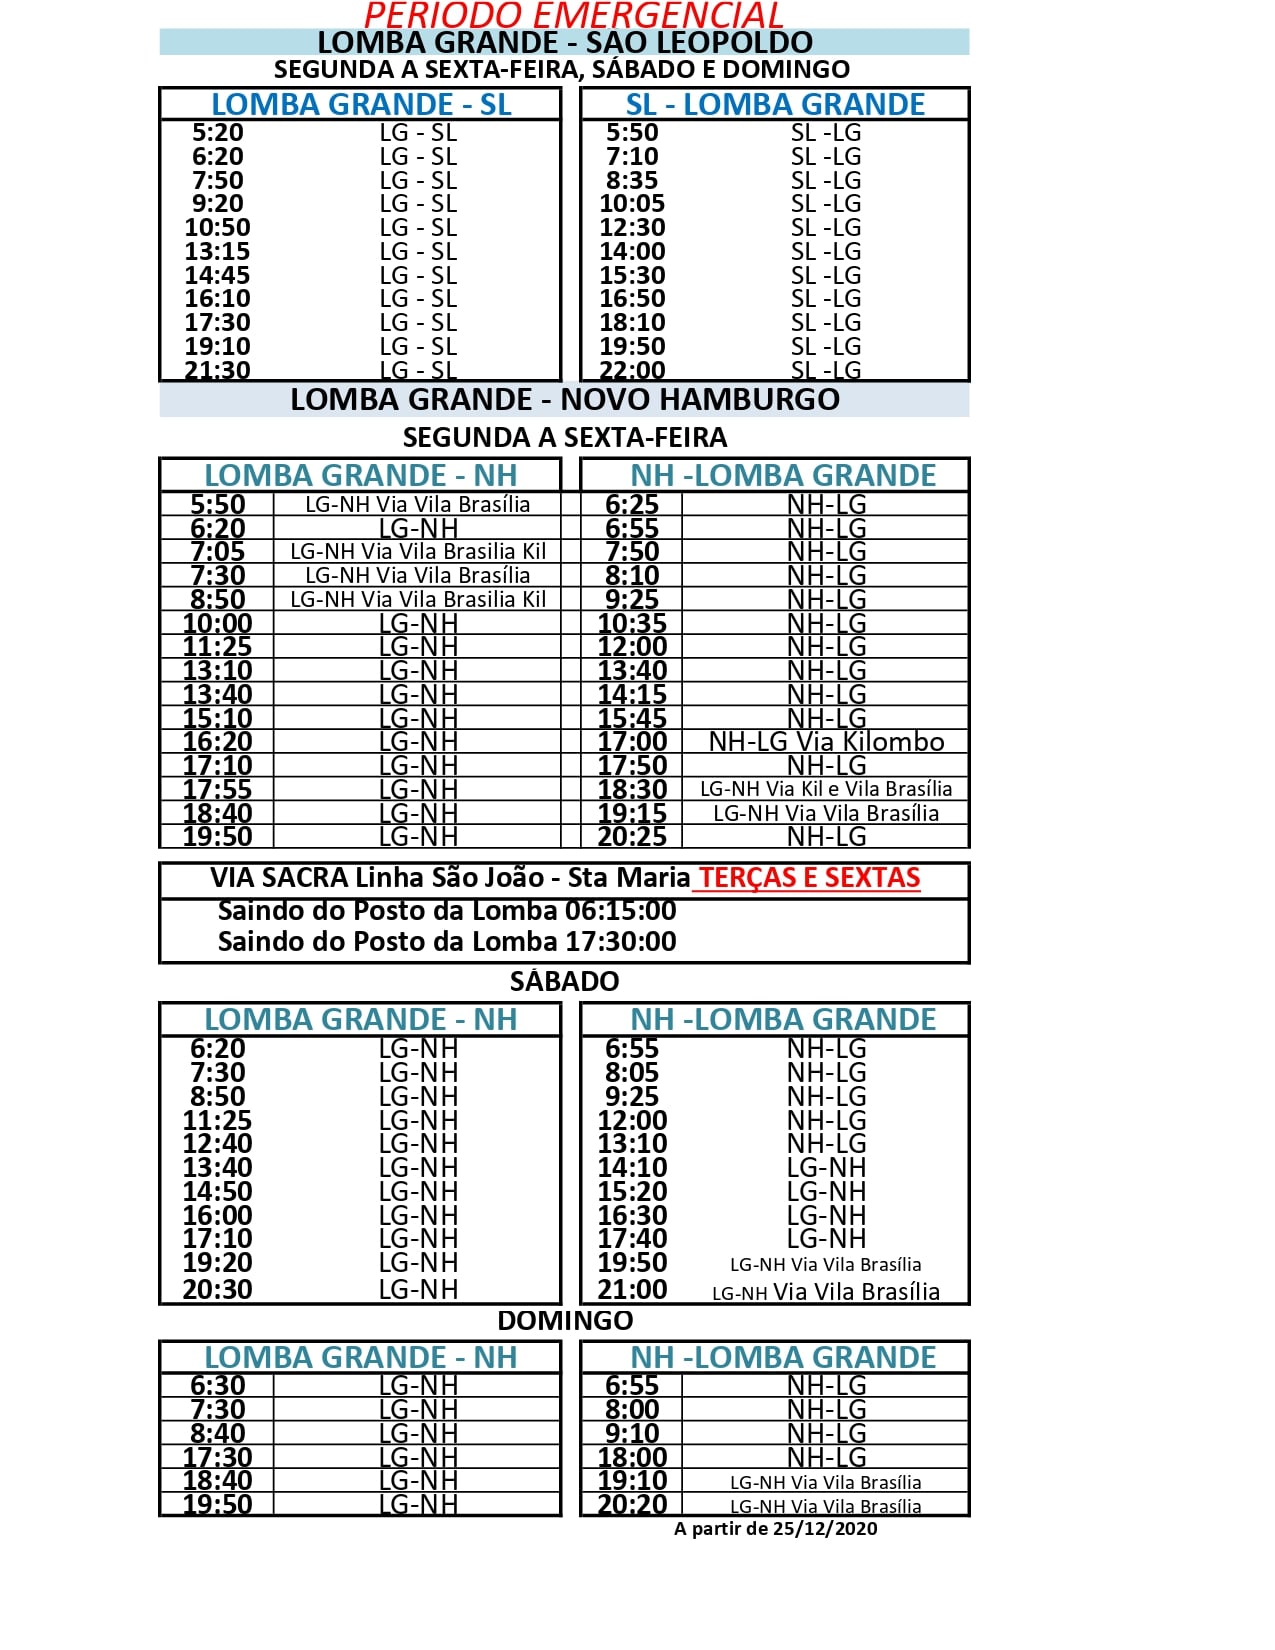 PERIODO EMERGENCIAL
LOMBA GRANDE - SÃO LEOPOLDO
SEGUNDA A SEXTA-FEIRA, SÁBADO E DOMINGO
LOMBA GRANDE - SL SL - LOMBA GRANDE
5:20 LG - SL 5:50 SL -LG
6:20 LG - SL 7:10 SL -LG
7:50 LG - SL 8:35 SL -LG
9:20 LG - SL 10:05 SL -LG
10:50 LG - SL 12:30 SL -LG
13:15 LG - SL 14:00 SL -LG
14:45 LG - SL 15:30 SL -LG
16:10 LG - SL 16:50 SL -LG
17:30 LG - SL 18:10 SL -LG
19:10 LG - SL 19:50 SL -LG
21:30 LG - SL 22:00 SL -LG
LOMBA GRANDE - NOVO HAMBURGO
SEGUNDA A SEXTA-FEIRA
LOMBA GRANDE - NH NH -LOMBA GRANDE
5:50 LG-NH Via Vila Brasília 6:25 NH-LG
6:20 LG-NH 6:55 NH-LG
7:05 LG-NH Via Vila Brasilia Kil 7:50 NH-LG
7:30 LG-NH Via Vila Brasília 8:10 NH-LG
8:50 LG-NH Via Vila Brasilia Kil 9:25 NH-LG
10:00 LG-NH 10:35 NH-LG
11:25 LG-NH 12:00 NH-LG
13:10 LG-NH 13:40 NH-LG
13:40 LG-NH 14:15 NH-LG
15:10 LG-NH 15:45 NH-LG
16:20 LG-NH 17:00 NH-LG Via Kilombo
17:10 LG-NH 17:50 NH-LG
17:55 LG-NH 18:30 LG-NH Via Kil e Vila Brasília
18:40 LG-NH 19:15 LG-NH Via Vila Brasília
19:50 LG-NH 20:25 NH-LG
VIA SACRA Linha São João - Sta Maria TERÇAS E SEXTAS
Saindo do Posto da Lomba 06:15:00
Saindo do Posto da Lomba 17:30:00
SÁBADO
LOMBA GRANDE - NH NH -LOMBA GRANDE
6:20 LG-NH 6:55 NH-LG
7:30 LG-NH 8:05 NH-LG
8:50 LG-NH 9:25 NH-LG
11:25 LG-NH 12:00 NH-LG
12:40 LG-NH 13:10 NH-LG
13:40 LG-NH 14:10 LG-NH
14:50 LG-NH 15:20 LG-NH
16:00 LG-NH 16:30 LG-NH
17:10 LG-NH 17:40 LG-NH
19:20 LG-NH 19:50 LG-NH Via Vila Brasília
20:30 LG-NH 21:00 LG-NH Via Vila Brasília
DOMINGO
LOMBA GRANDE - NH NH -LOMBA GRANDE
6:30 LG-NH 6:55 NH-LG
7:30 LG-NH 8:00 NH-LG
8:40 LG-NH 9:10 NH-LG
17:30 LG-NH 18:00 NH-LG
18:40 LG-NH 19:10 LG-NH Via Vila Brasília
19:50 LG-NH 20:20 LG-NH Via Vila Brasília
A partir de 25/12/2020